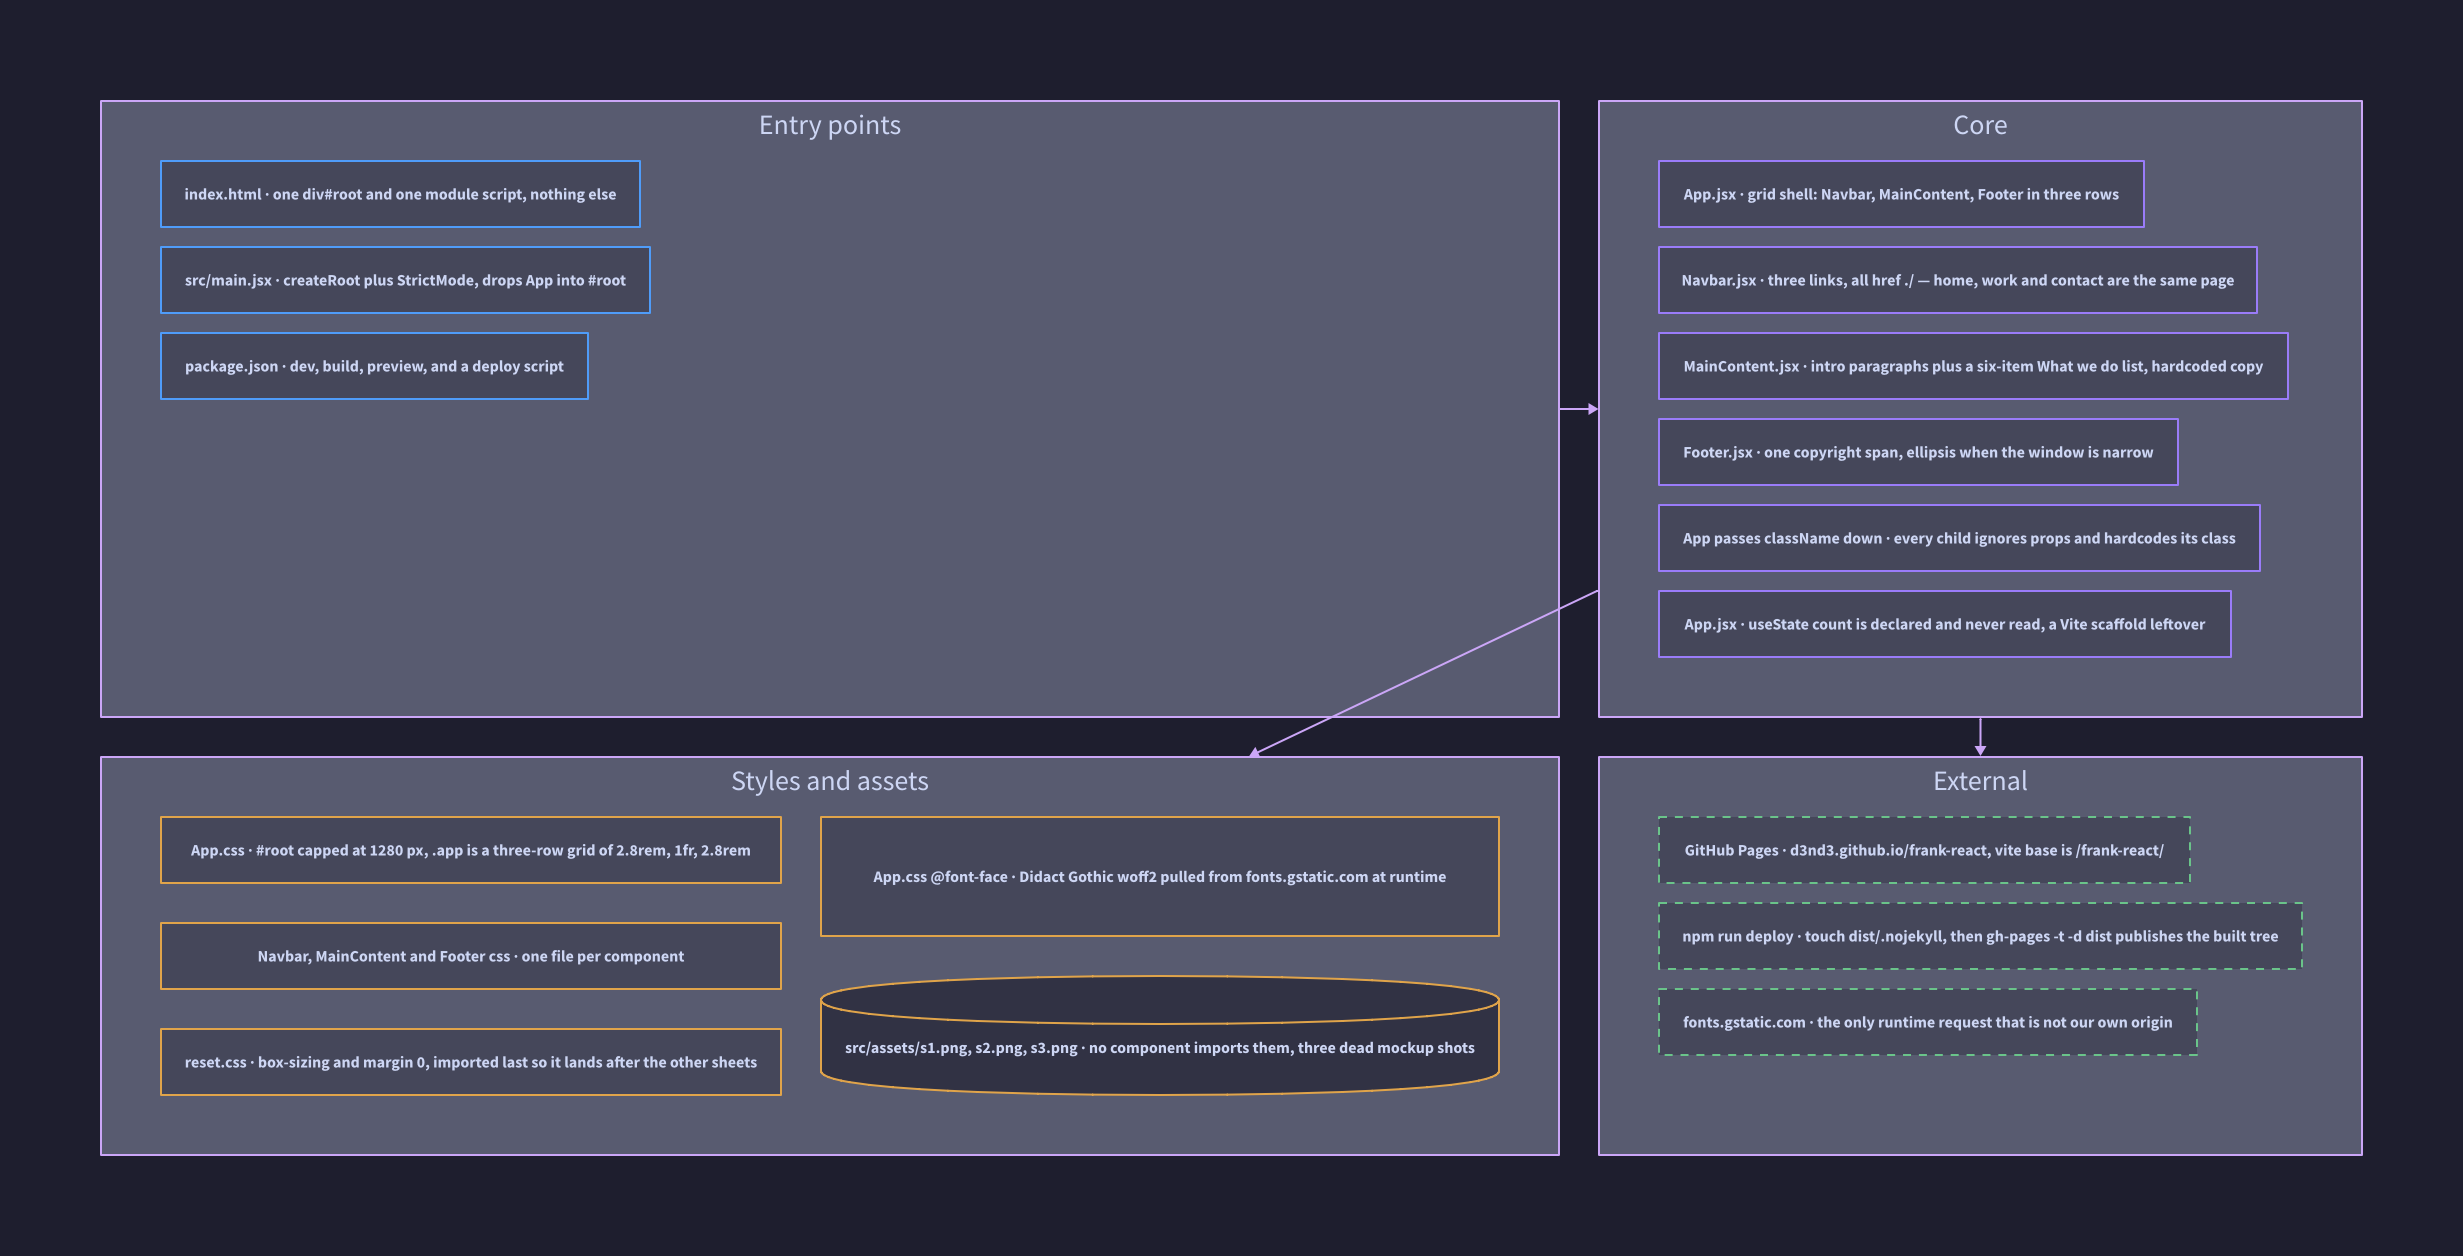 Entry points
index.html · one div#root and one module script, nothing else
src/main.jsx · createRoot plus StrictMode, drops App into #root
package.json · dev, build, preview, and a deploy script
Core
App.jsx · grid shell: Navbar, MainContent, Footer in three rows
Navbar.jsx · three links, all href ./ — home, work and contact are the same page
MainContent.jsx · intro paragraphs plus a six-item What we do list, hardcoded copy
Footer.jsx · one copyright span, ellipsis when the window is narrow
App passes className down · every child ignores props and hardcodes its class
App.jsx · useState count is declared and never read, a Vite scaffold leftover
Styles and assets
App.css · #root capped at 1280 px, .app is a three-row grid of 2.8rem, 1fr, 2.8rem
Navbar, MainContent and Footer css · one file per component
reset.css · box-sizing and margin 0, imported last so it lands after the other sheets
App.css @font-face · Didact Gothic woff2 pulled from fonts.gstatic.com at runtime
src/assets/s1.png, s2.png, s3.png · no component imports them, three dead mockup shots
External
GitHub Pages · d3nd3.github.io/frank-react, vite base is /frank-react/
npm run deploy · touch dist/.nojekyll, then gh-pages -t -d dist publishes the built tree
fonts.gstatic.com · the only runtime request that is not our own origin